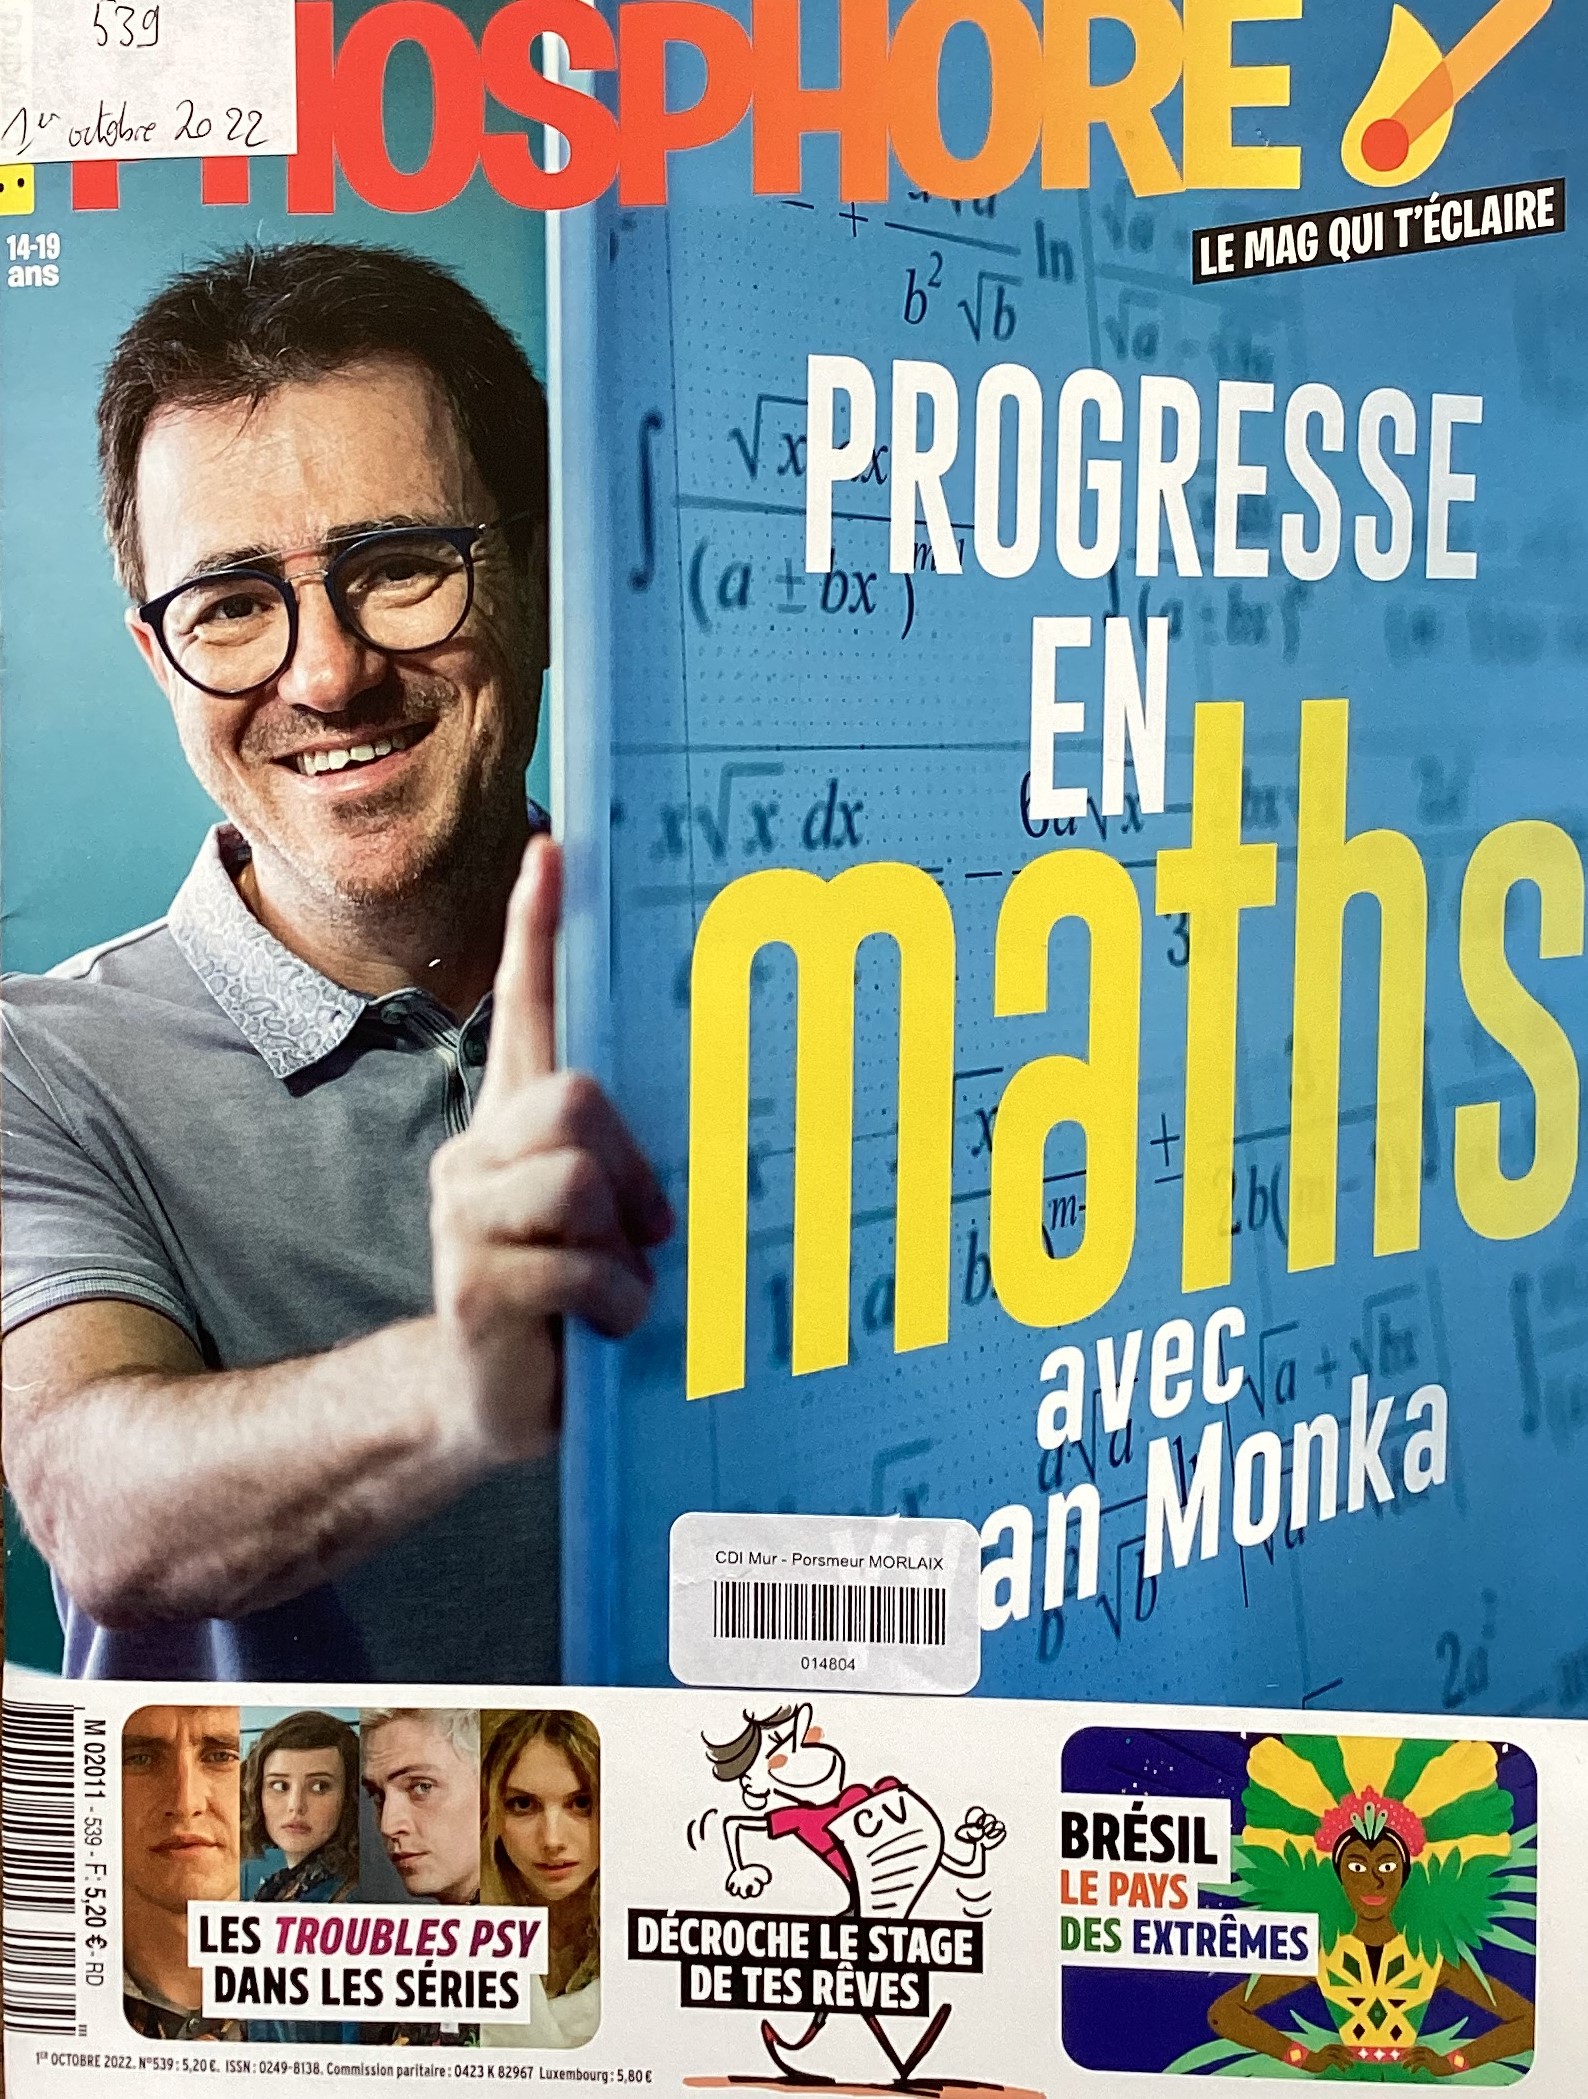 539
1er octobre 2022
PHOSPHORE
LE MAG QUI T'ÉCLAIRE
14-19
ans
PROGRESSE
EN
maths
avec
Yvan Monka
CDI Mur - Porsmeur MORLAIX
014804
M 02011 - 539 - F: 5,20 € - RD
LES TROUBLES PSY
DANS LES SÉRIES
CV
DÉCROCHE LE STAGE
DE TES RÊVES
BRÉSIL
LE PAYS
DES EXTRÊMES
1ER OCTOBRE 2022. N°539 : 5,20 €. ISSN : 0249-8138. Commission paritaire : 0423 K 82967 Luxembourg : 5,80 €